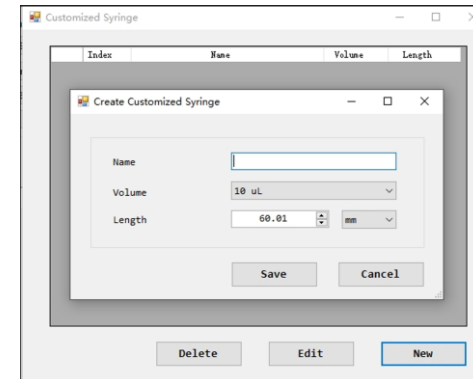 Customized Syringe
Index Name Volume Length
Create Customized Syringe
Name
Volume 10 uL
Length 60.01 mm
Save Cancel
Delete Edit New